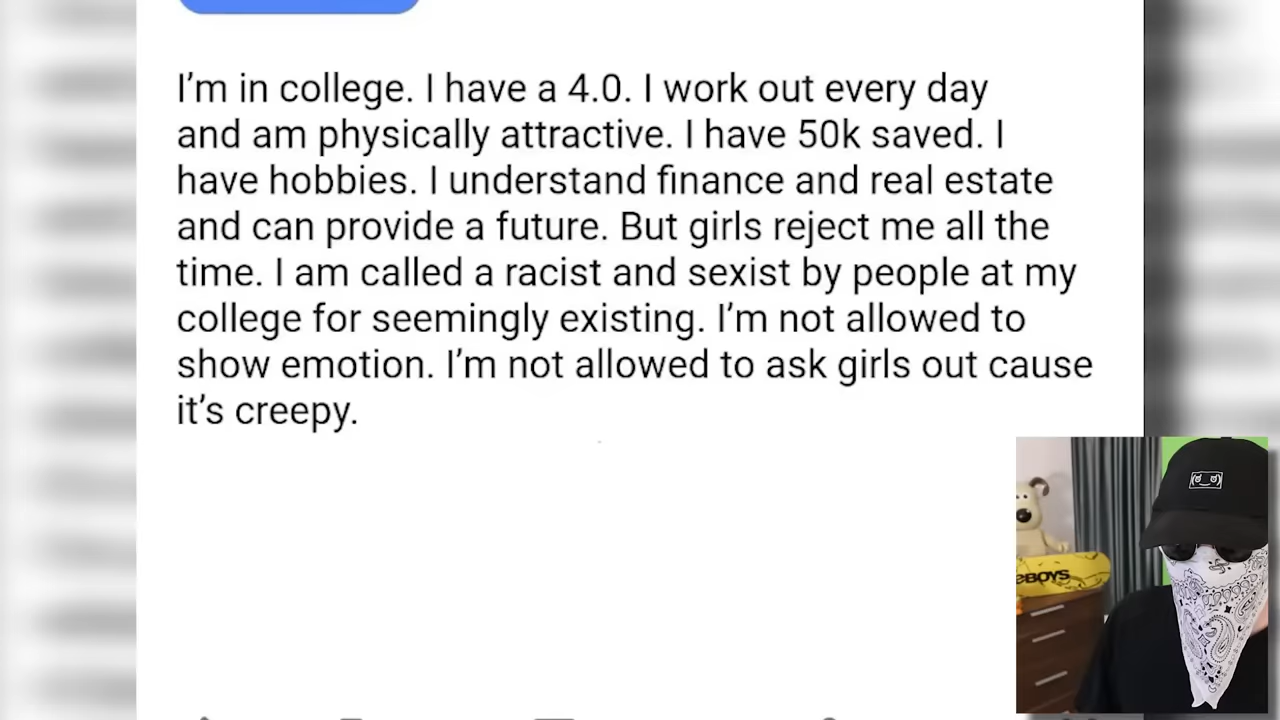 I'm in college. I have a 4.0. I work out every day
and am physically attractive. I have 50k saved. I
have hobbies. I understand finance and real estate
and can provide a future. But girls reject me all the
time. I am called a racist and sexist by people at my
college for seemingly existing. I'm not allowed to
show emotion. I'm not allowed to ask girls out cause
it's creepy.